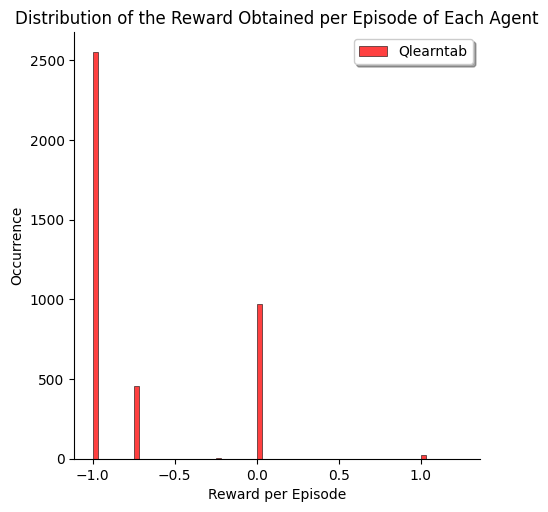 Distribution of the Reward Obtained per Episode of Each Agent
Qlearntab
2500
2000
1500
1000
500
0
Occurrence
−1.0 −0.5 0.0 0.5 1.0
Reward per Episode